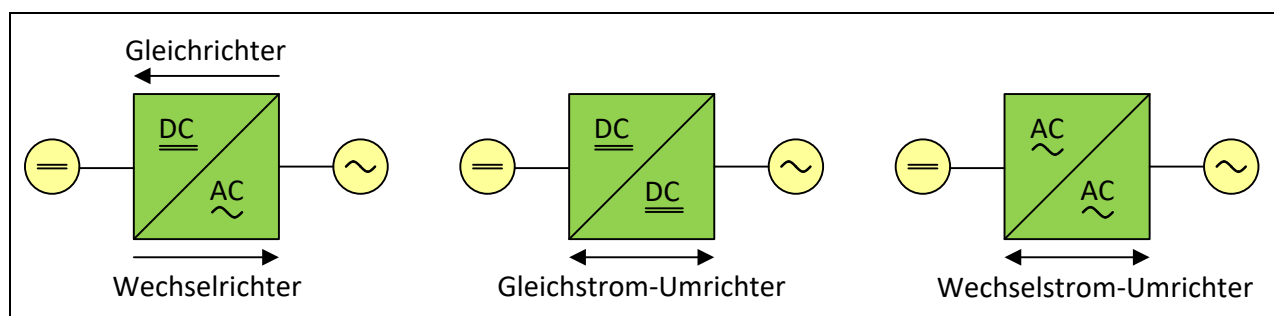 Gleichrichter
DC
AC
Wechselrichter
DC
DC
Gleichstrom-Umrichter
AC
AC
Wechselstrom-Umrichter